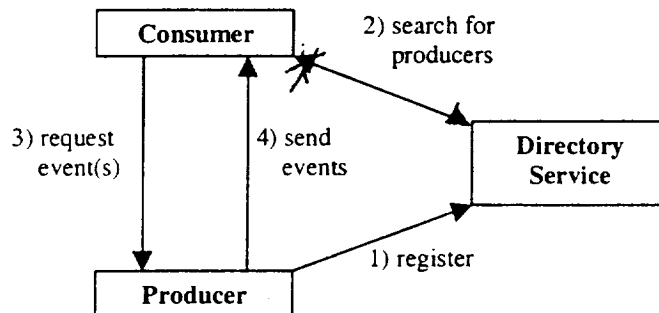 Consumer
2) search for
producers
3) request
event(s)
4) send
events
Directory
Service
1) register
Producer